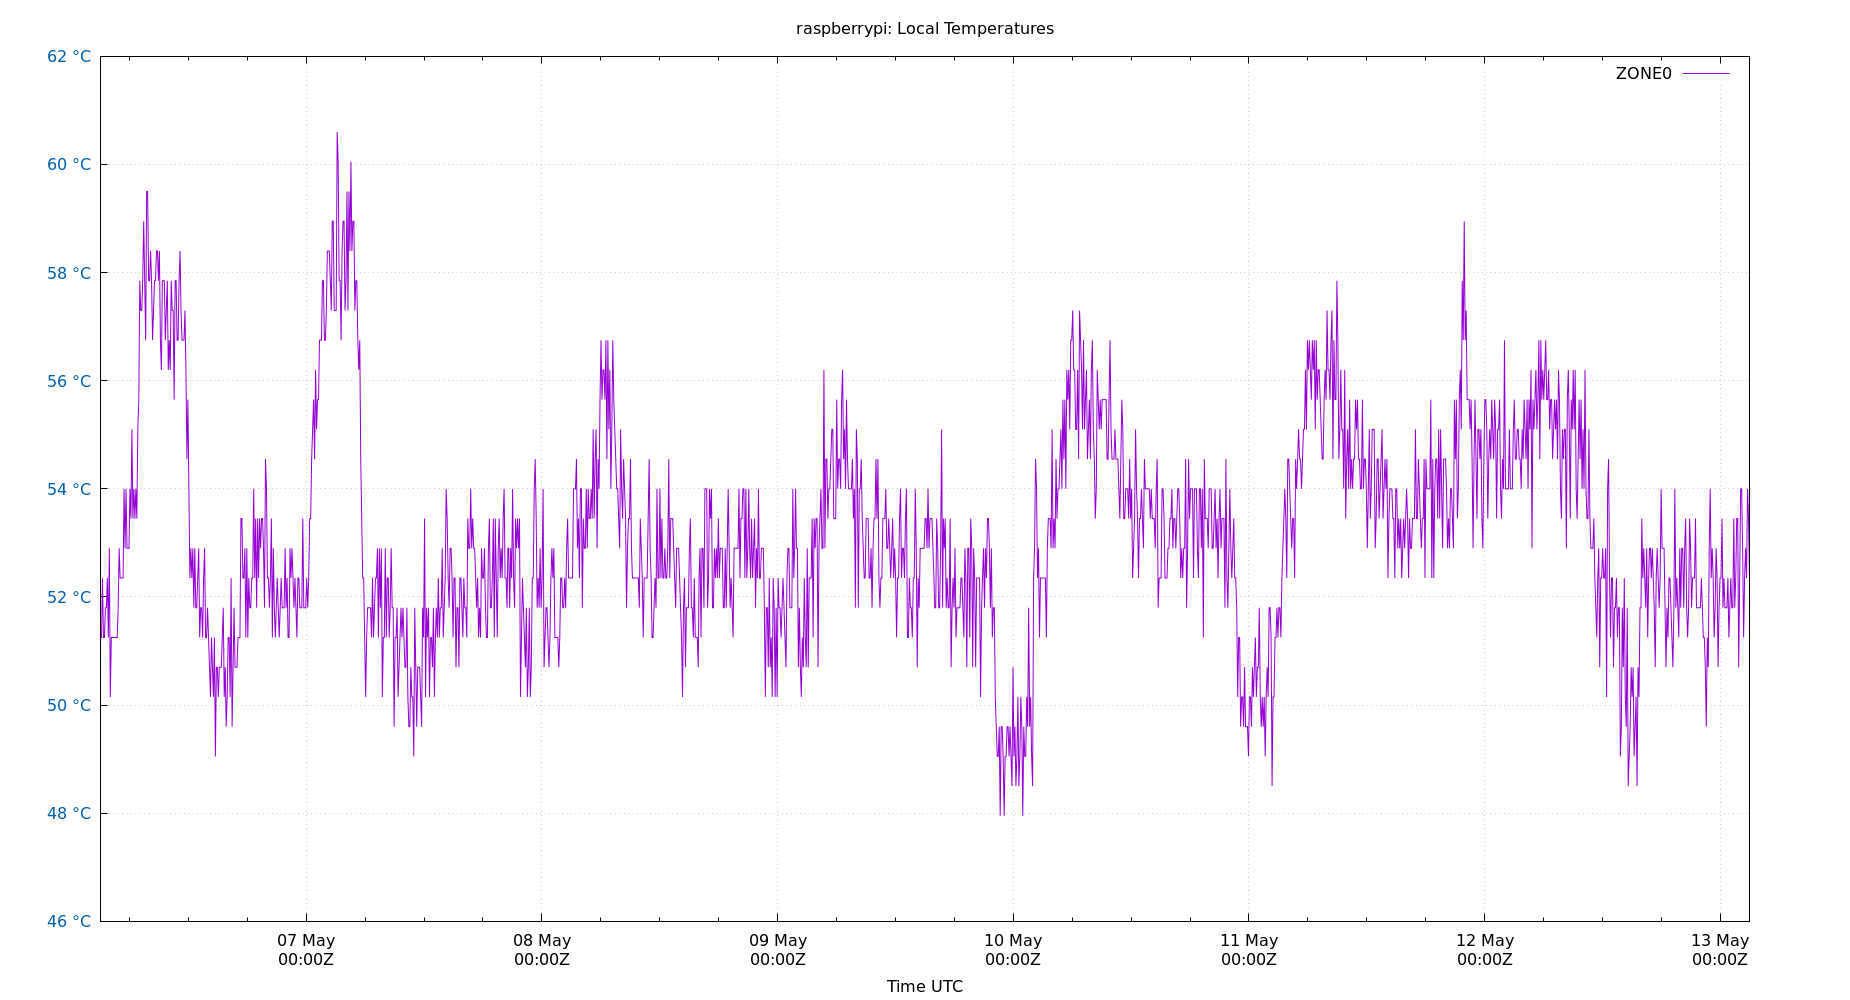 raspberrypi: Local Temperatures
62 °C
ZONE0
60 °C
58 °C
56 °C
54 °C
52 °C
50 °C
48 °C
46 °C
07 May 08 May 09 May 10 May 11 May 12 May 13 May
00:00Z 00:00Z 00:00Z 00:00Z 00:00Z 00:00Z 00:00Z
Time UTC